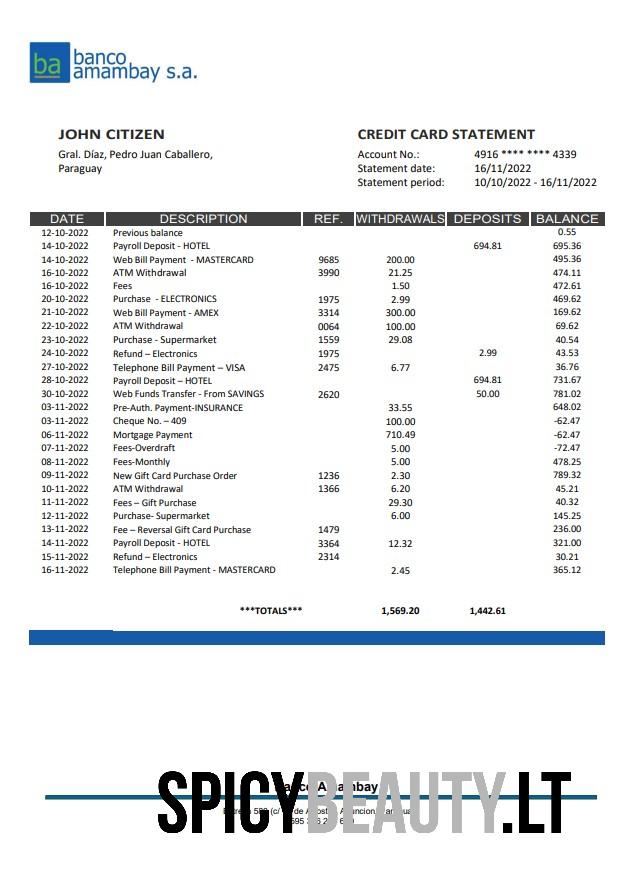 ba banco
amambay s.a.
JOHN CITIZEN
Gral. Díaz, Pedro Juan Caballero,
Paraguay
CREDIT CARD STATEMENT
Account No.: 4916 **** **** 4339
Statement date: 16/11/2022
Statement period: 10/10/2022 - 16/11/2022
DATE DESCRIPTION REF. WITHDRAWALS DEPOSITS BALANCE
12-10-2022 Previous balance 0.55
14-10-2022 Payroll Deposit - HOTEL 694.81 695.36
14-10-2022 Web Bill Payment - MASTERCARD 9685 200.00 495.36
16-10-2022 ATM Withdrawal 3990 21.25 474.11
16-10-2022 Fees 1.50 472.61
20-10-2022 Purchase - ELECTRONICS 1975 2.99 469.62
21-10-2022 Web Bill Payment - AMEX 3314 300.00 169.62
22-10-2022 ATM Withdrawal 0064 100.00 69.62
23-10-2022 Purchase - Supermarket 1559 29.08 40.54
24-10-2022 Refund – Electronics 1975 2.99 43.53
27-10-2022 Telephone Bill Payment – VISA 2475 6.77 36.76
28-10-2022 Payroll Deposit – HOTEL 694.81 731.67
30-10-2022 Web Funds Transfer - From SAVINGS 2620 50.00 781.02
03-11-2022 Pre-Auth. Payment-INSURANCE 33.55 648.02
03-11-2022 Cheque No. – 409 100.00 -62.47
06-11-2022 Mortgage Payment 710.49 -62.47
07-11-2022 Fees-Overdraft 5.00 -72.47
08-11-2022 Fees-Monthly 5.00 478.25
09-11-2022 New Gift Card Purchase Order 1236 2.30 789.32
10-11-2022 ATM Withdrawal 1366 6.20 45.21
11-11-2022 Fees – Gift Purchase 29.30 40.32
12-11-2022 Purchase- Supermarket 6.00 145.25
13-11-2022 Fee – Reversal Gift Card Purchase 1479 236.00
14-11-2022 Payroll Deposit - HOTEL 3364 12.32 321.00
15-11-2022 Refund – Electronics 2314 30.21
16-11-2022 Telephone Bill Payment - MASTERCARD 2.45 365.12
***TOTALS*** 1,569.20 1,442.61
Banco Amambay
SPICYBEAUTY.LT